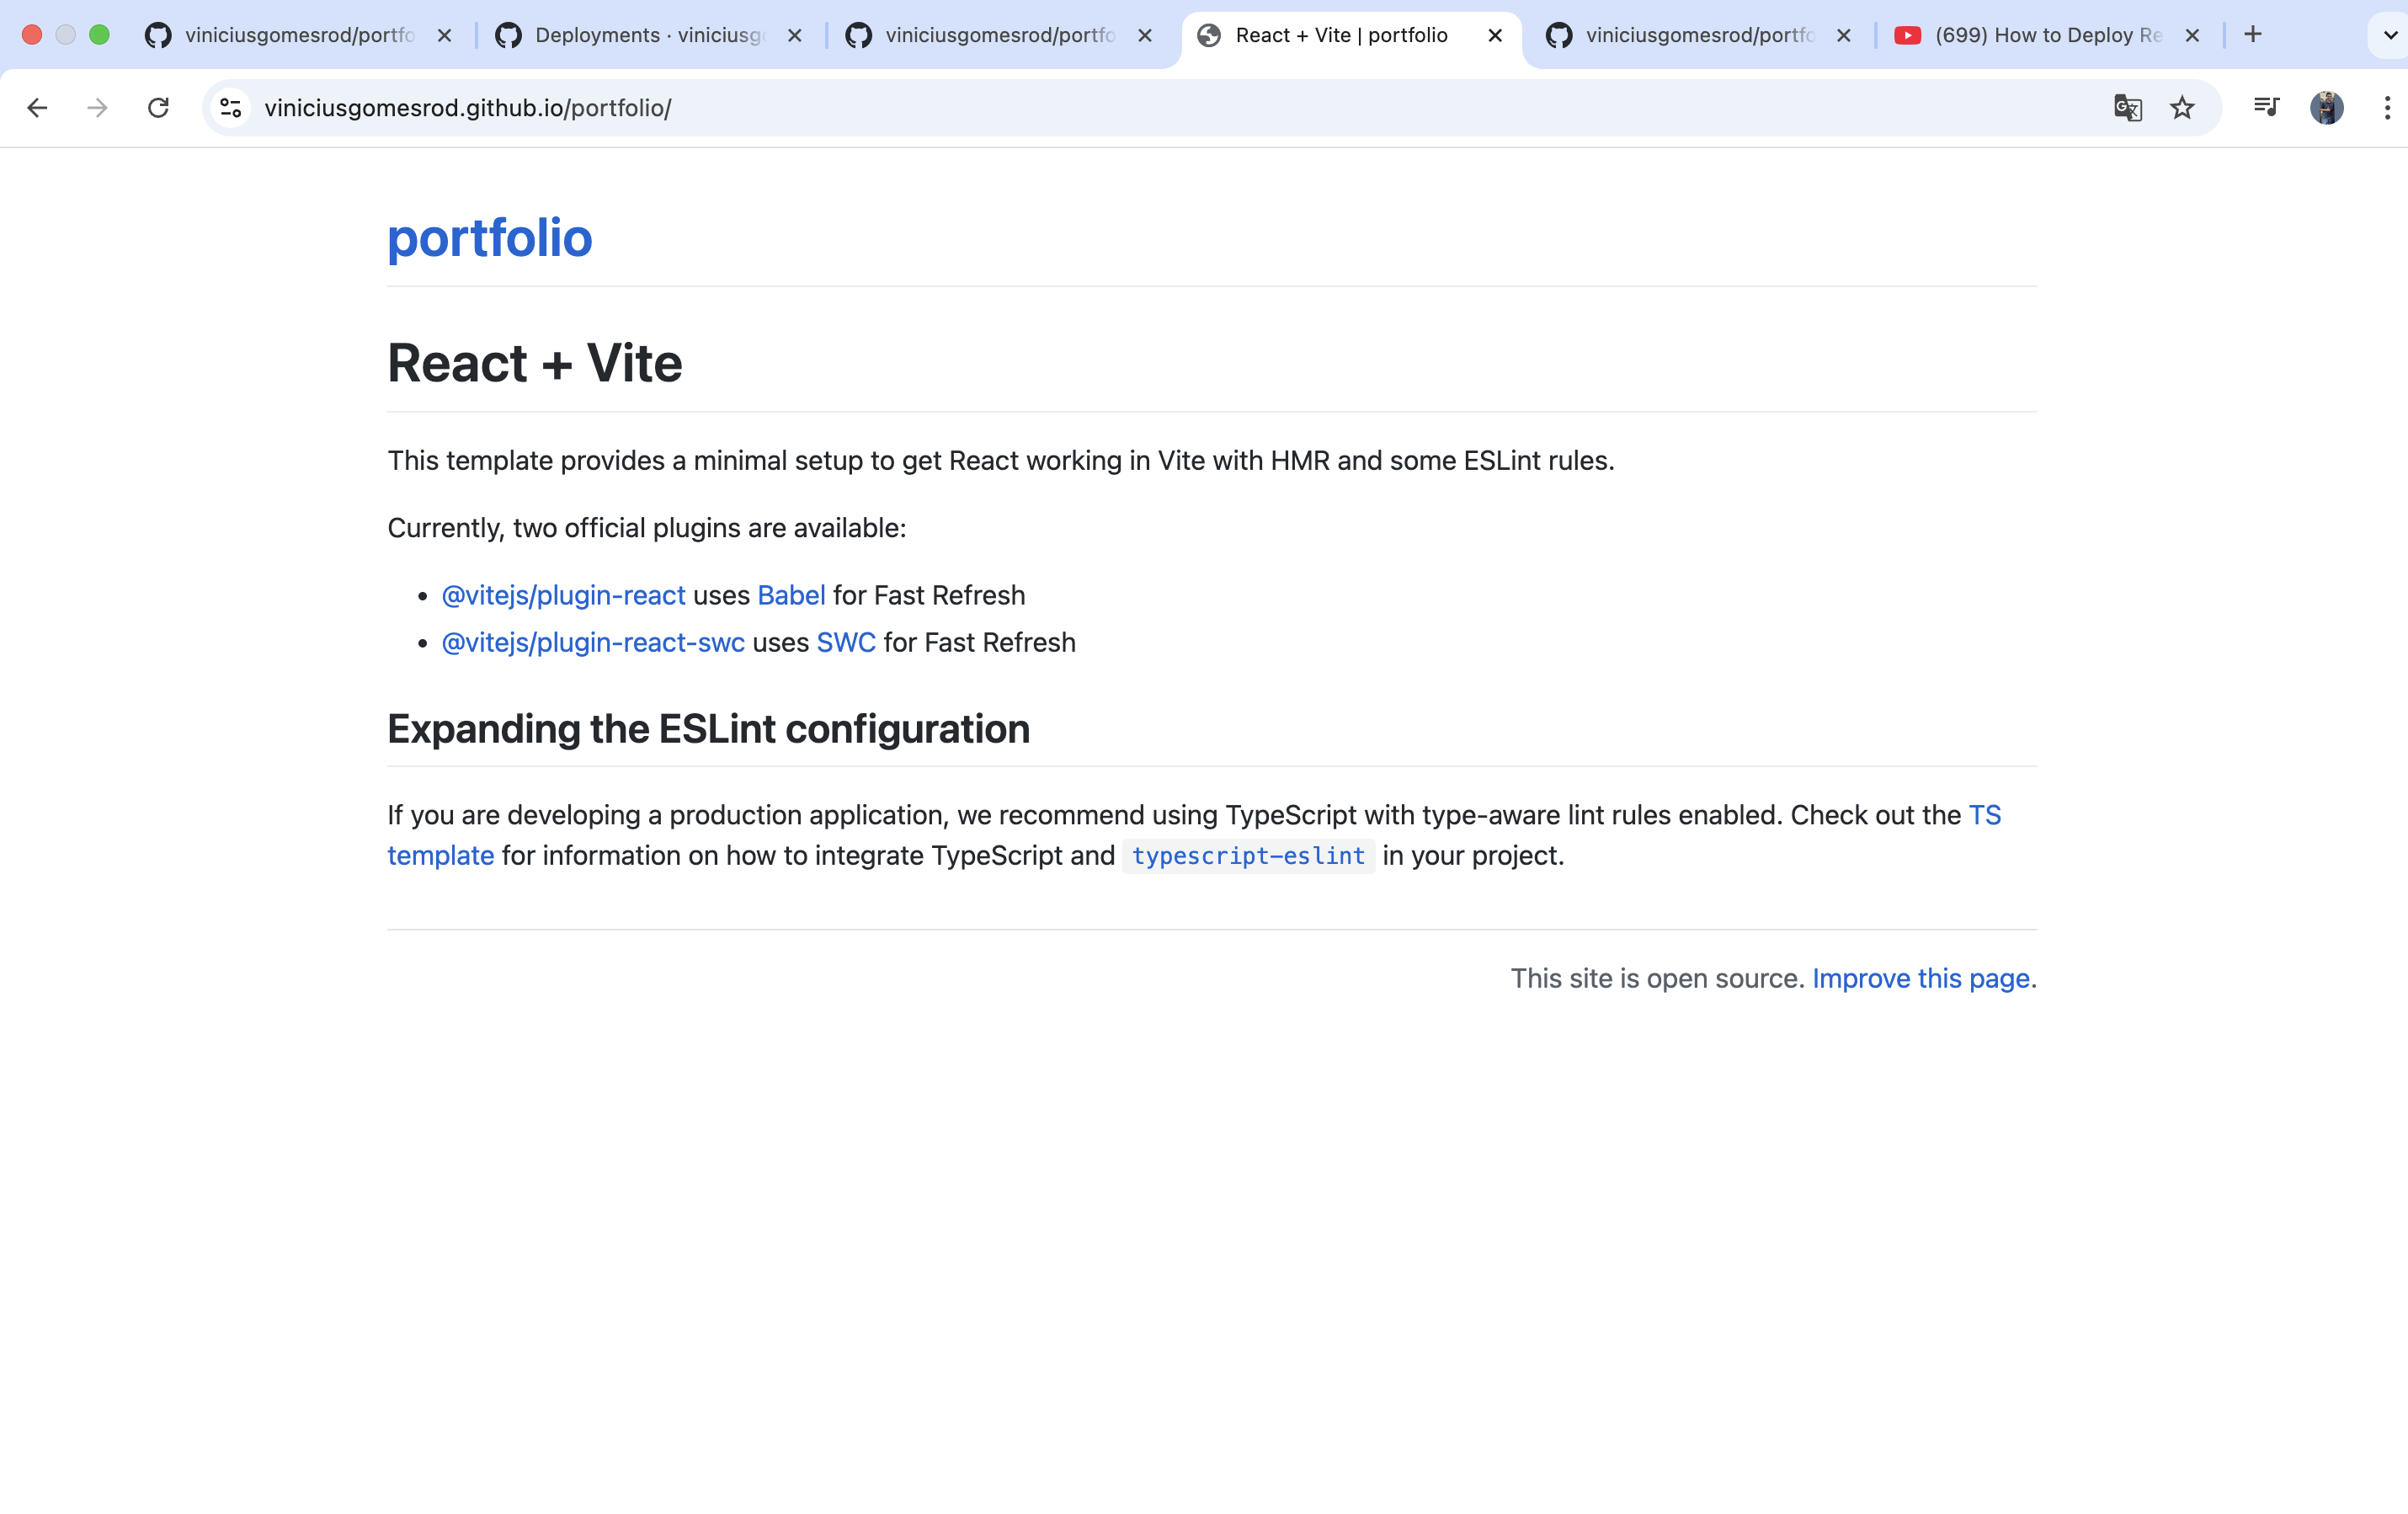 viniciusgomesrod/portfo
Deployments · viniciusg
viniciusgomesrod/portfo
React + Vite | portfolio
viniciusgomesrod/portfo
(699) How to Deploy Re
viniciusgomesrod.github.io/portfolio/
portfolio
React + Vite
This template provides a minimal setup to get React working in Vite with HMR and some ESLint rules.
Currently, two official plugins are available:
• @vitejs/plugin-react uses Babel for Fast Refresh
• @vitejs/plugin-react-swc uses SWC for Fast Refresh
Expanding the ESLint configuration
If you are developing a production application, we recommend using TypeScript with type-aware lint rules enabled. Check out the TS
template for information on how to integrate TypeScript and typescript-eslint in your project.
This site is open source. Improve this page.